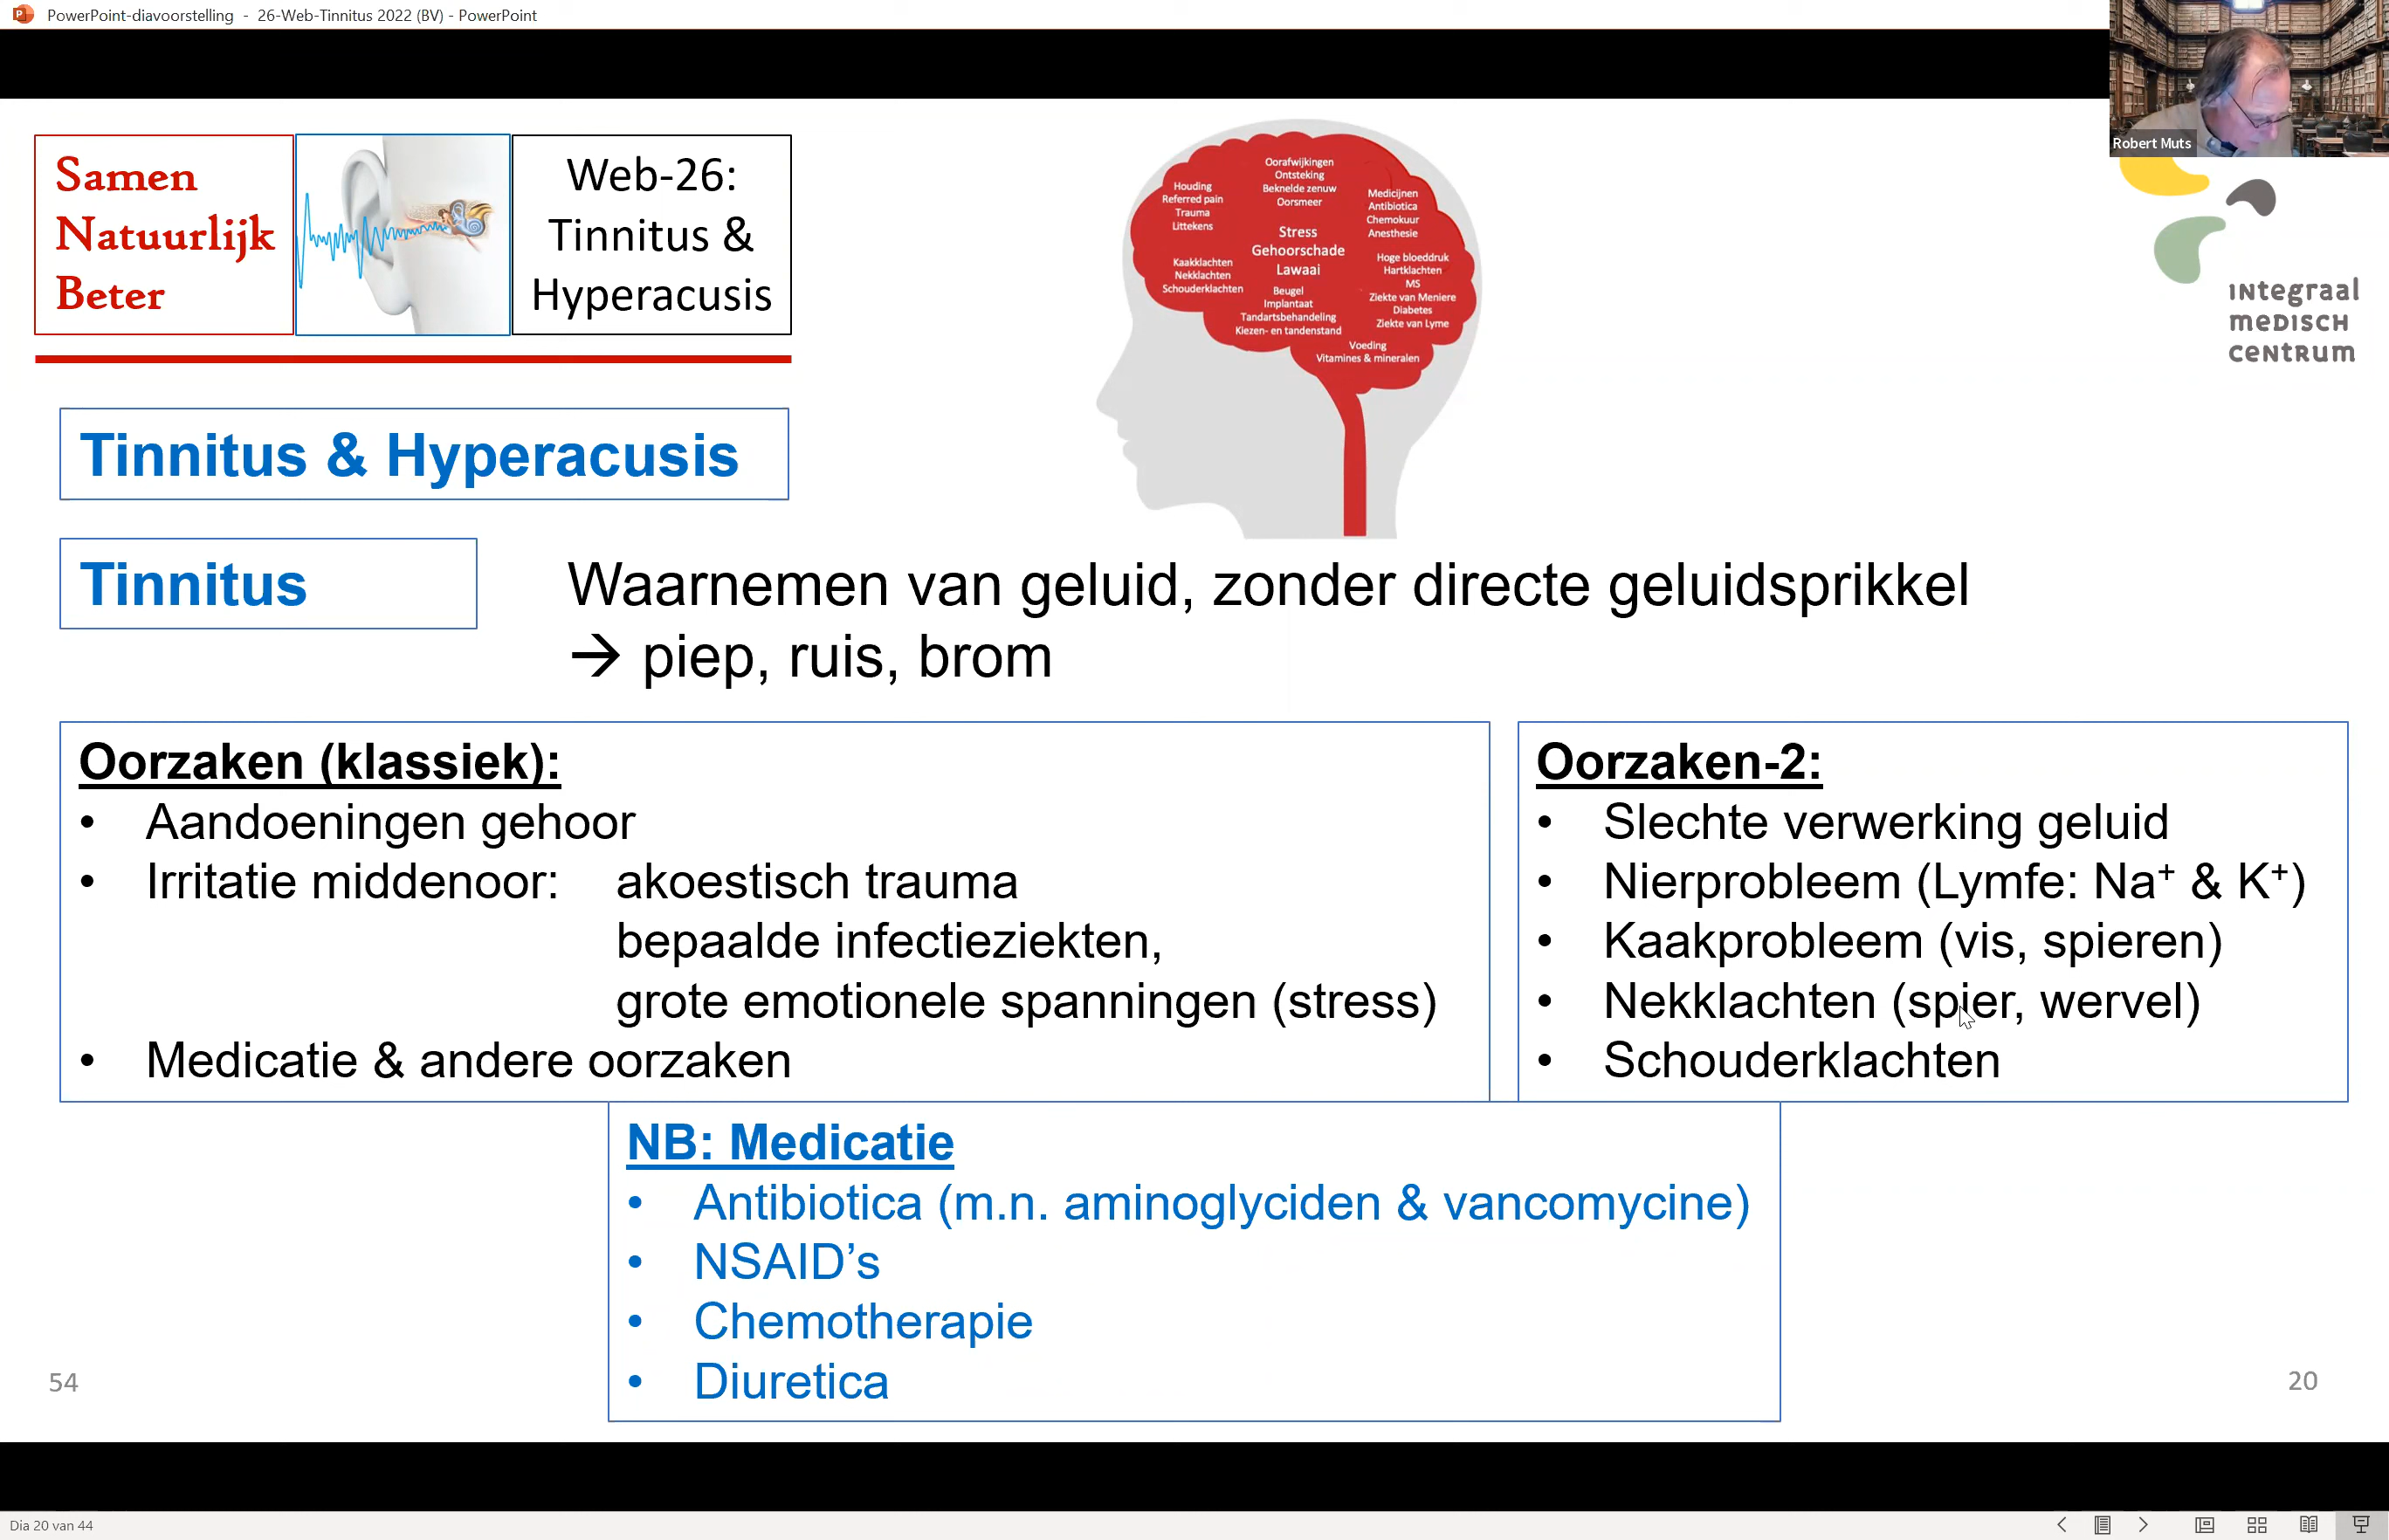 PowerPoint-diavoorstelling - 26-Web-Tinnitus 2022 (BV) - PowerPoint
Robert Muts
Samen
Natuurlijk
Beter
Web-26:
Tinnitus &
Hyperacusis
Houding
Referred pain
Trauma
Littekens
Oorafwijkingen
Ontsteking
Beknelde zenuw
Oorsmeer
Medicijnen
Antibiotica
Chemokuur
Anesthesie
Stress
Gehoorschade
Lawaai
Kaakklachten
Nekklachten
Schouderklachten
Beugel
Implantaat
Tandartsbehandeling
Kiezen- en tandenstand
Hoge bloeddruk
Hartklachten
MS
Ziekte van Meniere
Diabetes
Ziekte van Lyme
Voeding
Vitamines & mineralen
integraal
medisch
centrum
Tinnitus & Hyperacusis
Tinnitus
Waarnemen van geluid, zonder directe geluidsprikkel
→ piep, ruis, brom
Oorzaken (klassiek):
• Aandoeningen gehoor
• Irritatie middenoor: akoestisch trauma
bepaalde infectieziekten,
grote emotionele spanningen (stress)
• Medicatie & andere oorzaken
Oorzaken-2:
• Slechte verwerking geluid
• Nierprobleem (Lymfe: Na⁺ & K⁺)
• Kaakprobleem (vis, spieren)
• Nekklachten (spier, wervel)
• Schouderklachten
NB: Medicatie
• Antibiotica (m.n. aminoglyciden & vancomycine)
• NSAID’s
• Chemotherapie
• Diuretica
54
20
Dia 20 van 44